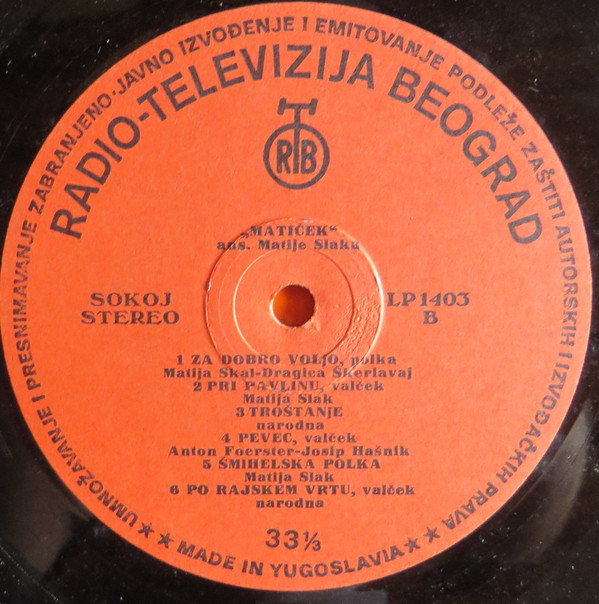 UMNOŽAVANJE I PRESNIMAVANJE ZABRANJENO · JAVNO IZVOĐENJE I EMITOVANJE PODLEŽE ZAŠTITI AUTORSKIH I IZVOĐAČKIH PRAVA
RADIO-TELEVIZIJA BEOGRAD
RTB
„MATIČEK“
ans. Matije Slaka
SOKOJ
STEREO
LP 1403
B
1 ZA DOBRO VOLJO, polka
Matija Skal-Dragica Škerlavaj
2 PRI PAVLINU, valček
Matija Slak
3 TROŠTANJE
narodna
4 PEVEC, valček
Anton Foerster-Josip Hašnik
5 ŠMIHELSKA POLKA
Matija Slak
6 PO RAJSKEM VRTU, valček
narodna
33 1/3
★★ MADE IN YUGOSLAVIA ★★